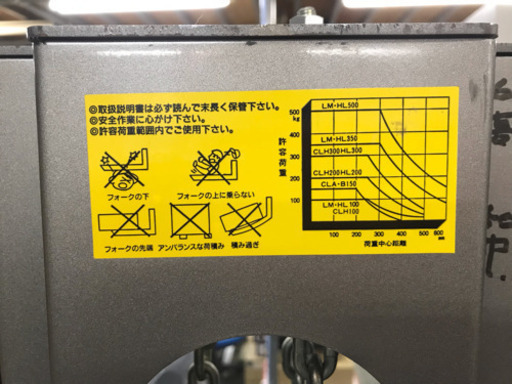 ◎取扱説明書は必ず読んで末長く保管下さい。
◎安全作業に心がけ下さい。
◎許容荷重範囲内でご使用下さい。
フォークの下
フォークの上に乗らない
フォークの先端 アンバランスな荷積み 積み過ぎ
許容荷重
500
kg
400
300
200
100
LM-HL500
LM-HL350
CLH300HL300
CLH200HL200
CLA-B150
LM-HL100
CLH100
100 200 300 400 500 600
mm
荷重中心距離